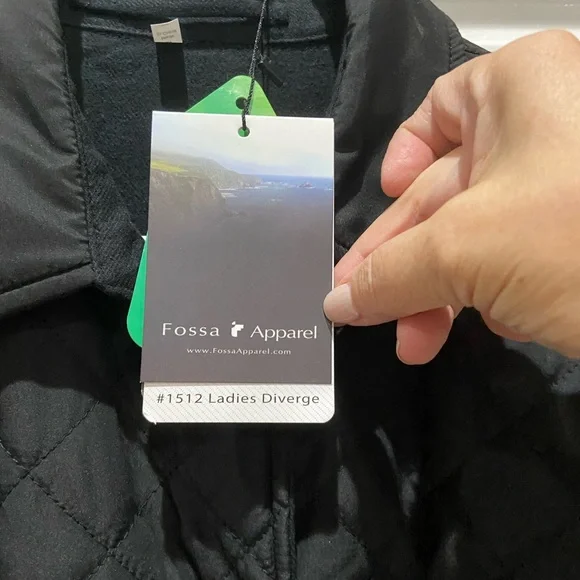 Fossa Apparel
www.FossaApparel.com
#1512 Ladies Diverge